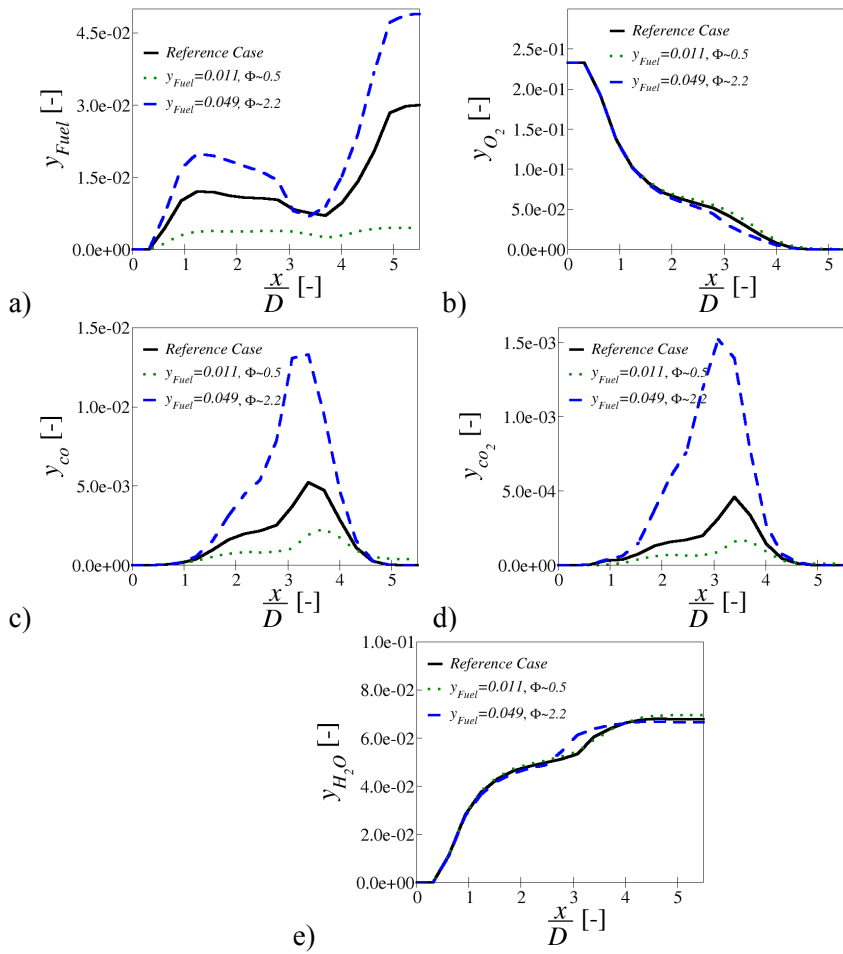 4.5e-02
3.0e-02
1.5e-02
0.0e+00
y_Fuel [-]
Reference Case
y_Fuel=0.011, Φ~0.5
y_Fuel=0.049, Φ~2.2
0 1 2 3 4 5
x/D [-]
a)
2.5e-01
2.0e-01
1.5e-01
1.0e-01
5.0e-02
0.0e+00
y_O2 [-]
Reference Case
y_Fuel=0.011, Φ~0.5
y_Fuel=0.049, Φ~2.2
0 1 2 3 4 5
x/D [-]
b)
1.5e-02
1.0e-02
5.0e-03
0.0e+00
y_co [-]
Reference Case
y_Fuel=0.011, Φ~0.5
y_Fuel=0.049, Φ~2.2
0 1 2 3 4 5
x/D [-]
c)
1.5e-03
1.0e-03
5.0e-04
0.0e+00
y_co2 [-]
Reference Case
y_Fuel=0.011, Φ~0.5
y_Fuel=0.049, Φ~2.2
0 1 2 3 4 5
x/D [-]
d)
1.0e-01
8.0e-02
6.0e-02
4.0e-02
2.0e-02
0.0e+00
y_H2O [-]
Reference Case
y_Fuel=0.011, Φ~0.5
y_Fuel=0.049, Φ~2.2
0 1 2 3 4 5
x/D [-]
e)